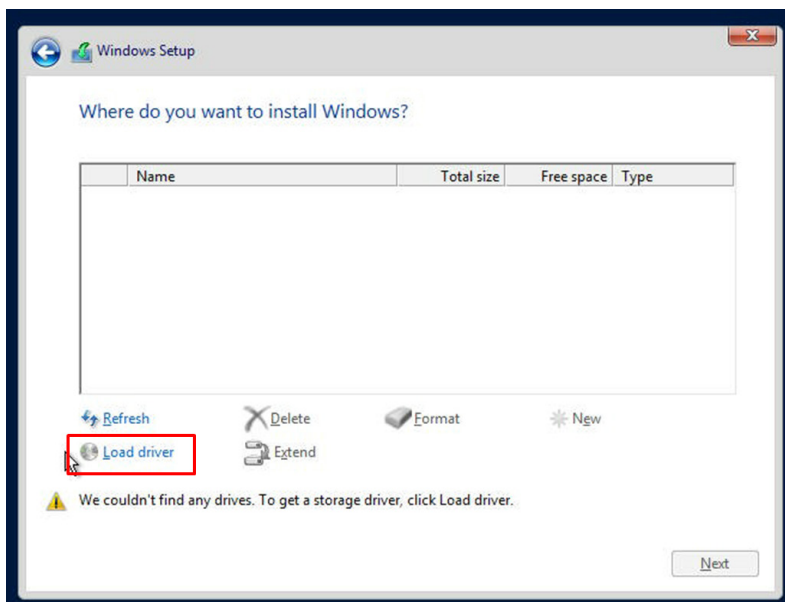 Windows Setup
Where do you want to install Windows?
Name Total size Free space Type
Refresh Delete Format New
Load driver Extend
We couldn't find any drives. To get a storage driver, click Load driver.
Next